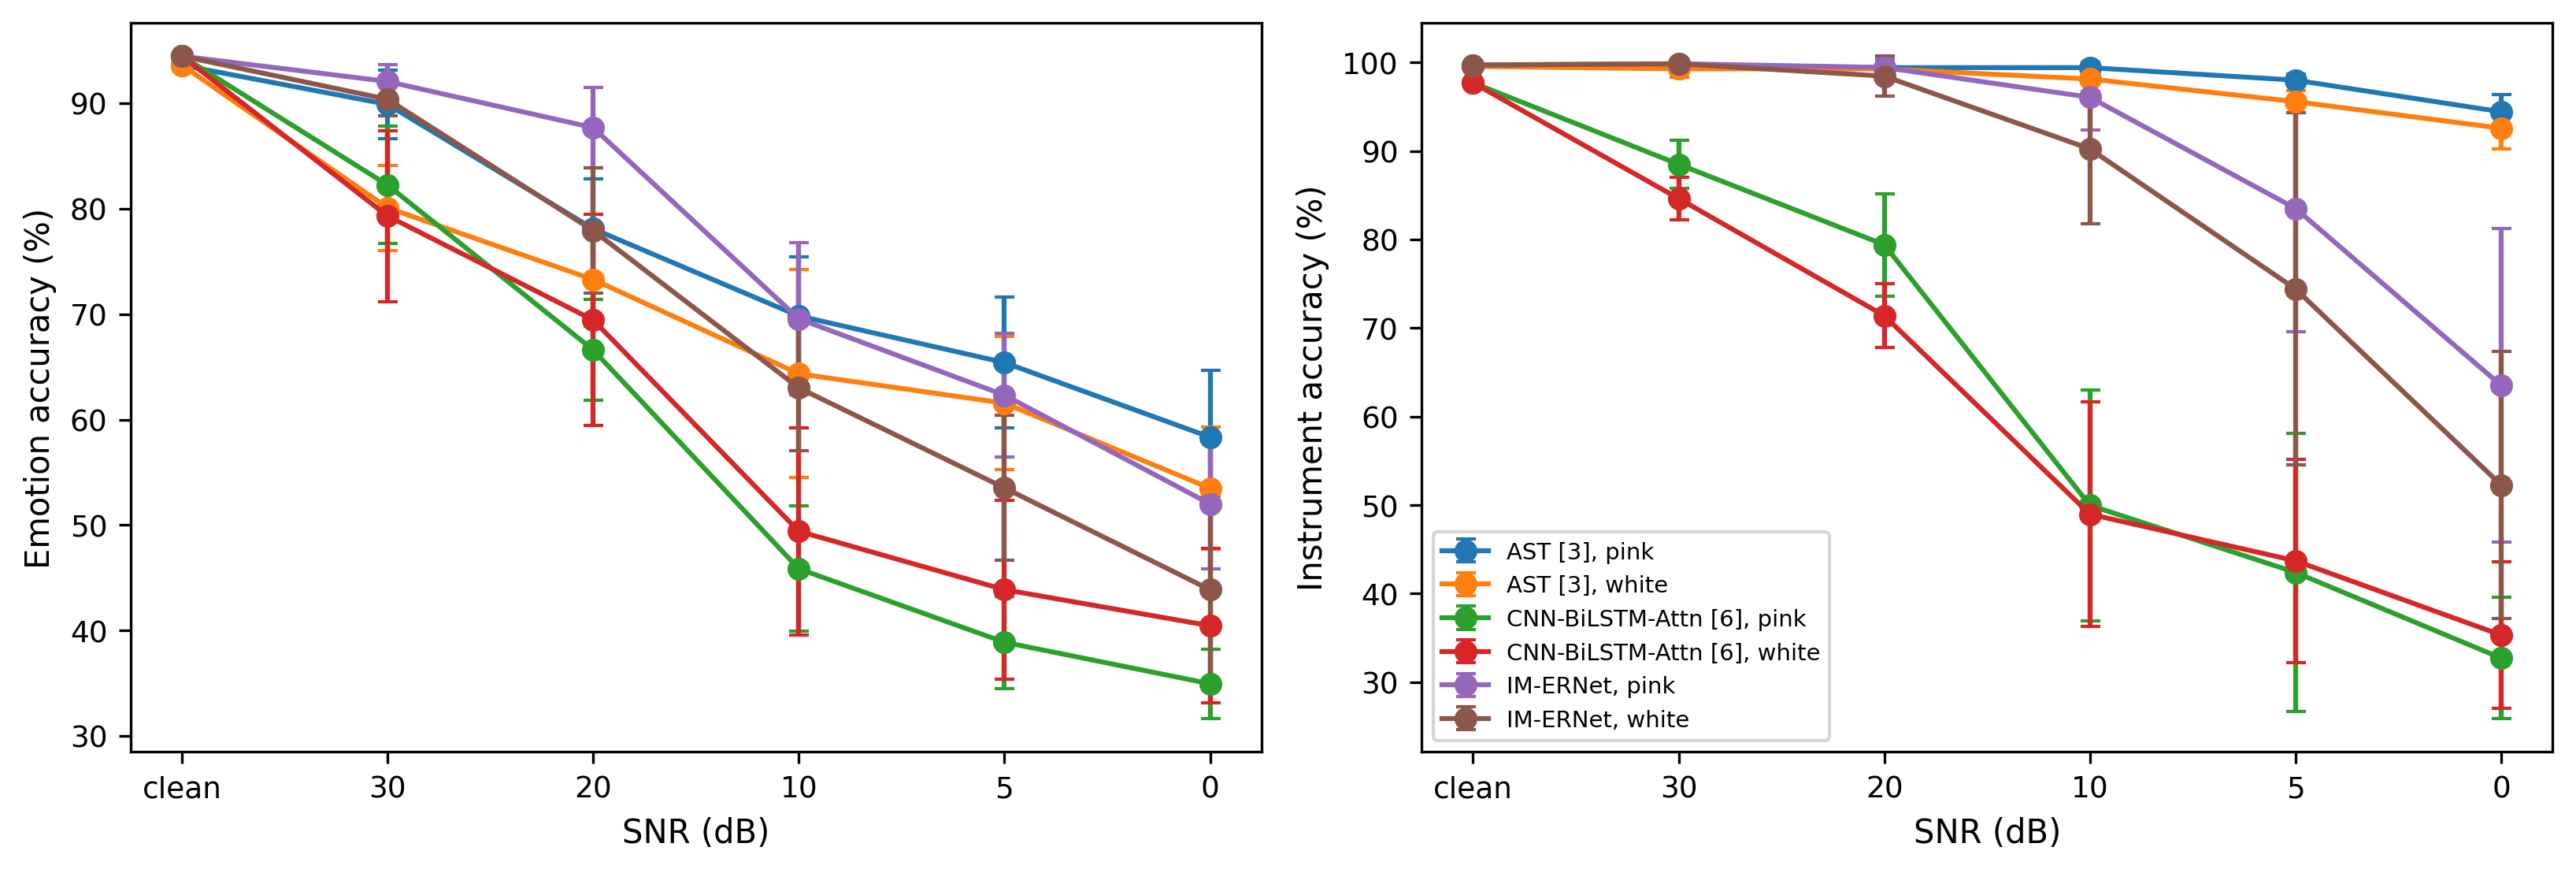 Emotion accuracy (%)
90
80
70
60
50
40
30
clean 30 20 10 5 0
SNR (dB)
Instrument accuracy (%)
100
90
80
70
60
50
40
30
AST [3], pink
AST [3], white
CNN-BiLSTM-Attn [6], pink
CNN-BiLSTM-Attn [6], white
IM-ERNet, pink
IM-ERNet, white
clean 30 20 10 5 0
SNR (dB)